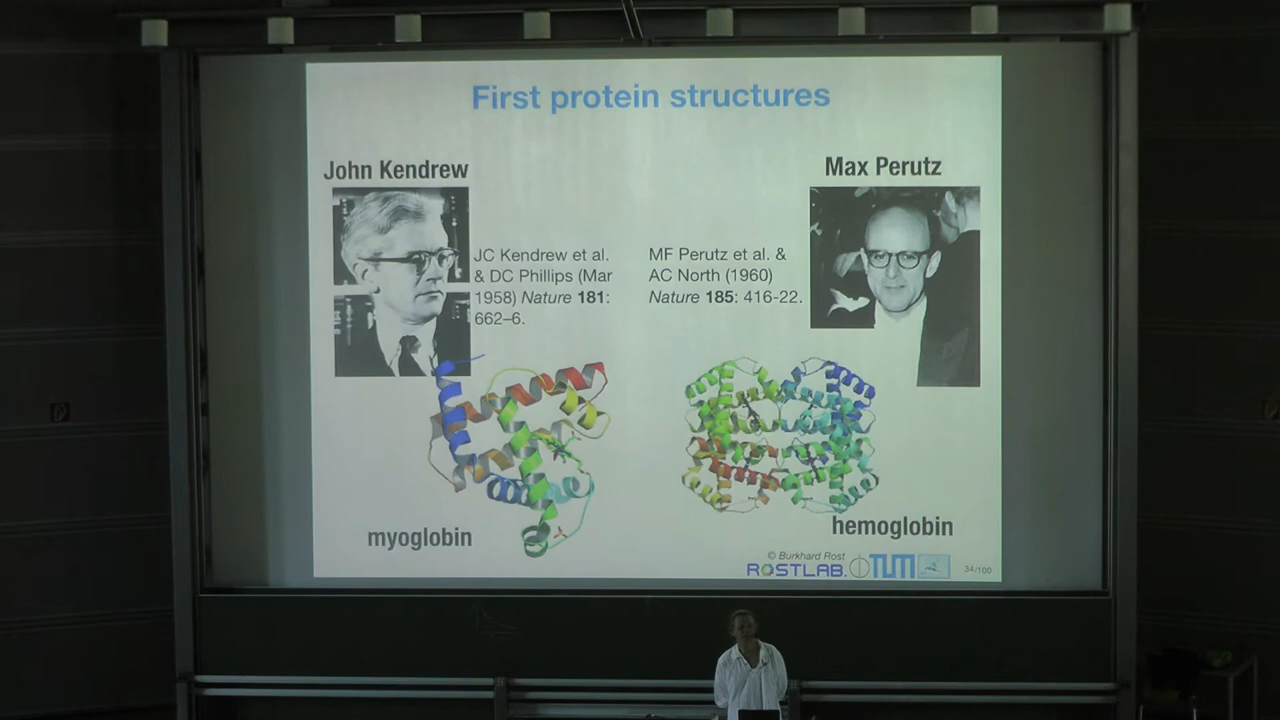 First protein structures
John Kendrew
JC Kendrew et al.
& DC Phillips (Mar
1958) Nature 181:
662–6.
myoglobin
Max Perutz
MF Perutz et al. &
AC North (1960)
Nature 185: 416-22.
hemoglobin
© Burkhard Rost
ROSTLAB.
TUM
34/100